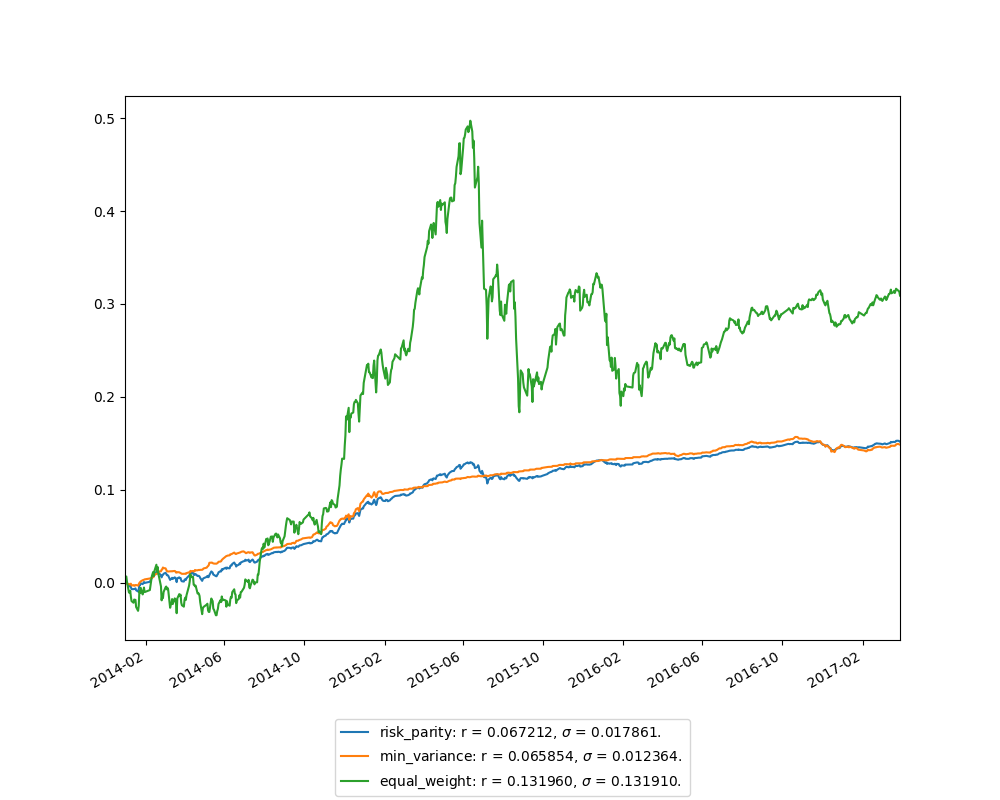 0.5
0.4
0.3
0.2
0.1
0.0
2014-02 2014-06 2014-10 2015-02 2015-06 2015-10 2016-02 2016-06 2016-10 2017-02
risk_parity: r = 0.067212, σ = 0.017861.
min_variance: r = 0.065854, σ = 0.012364.
equal_weight: r = 0.131960, σ = 0.131910.